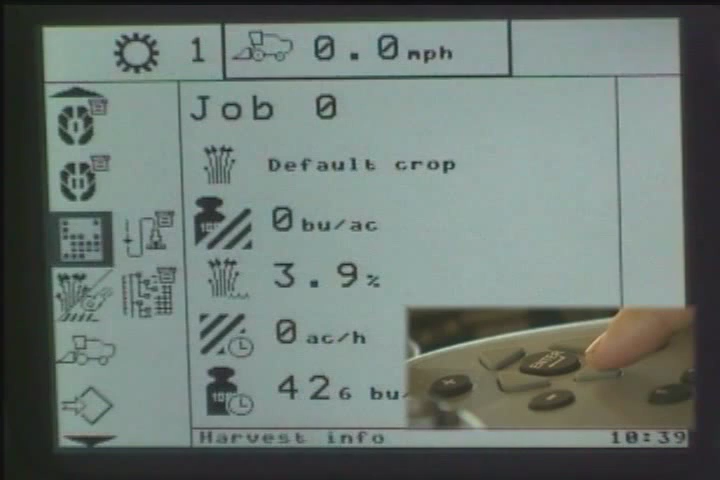 1
0.0 mph
Job 0
Default crop
0 bu/ac
3.9 %
0 ac/h
426 bu/
Harvest info 10:39
ENTER
+
-